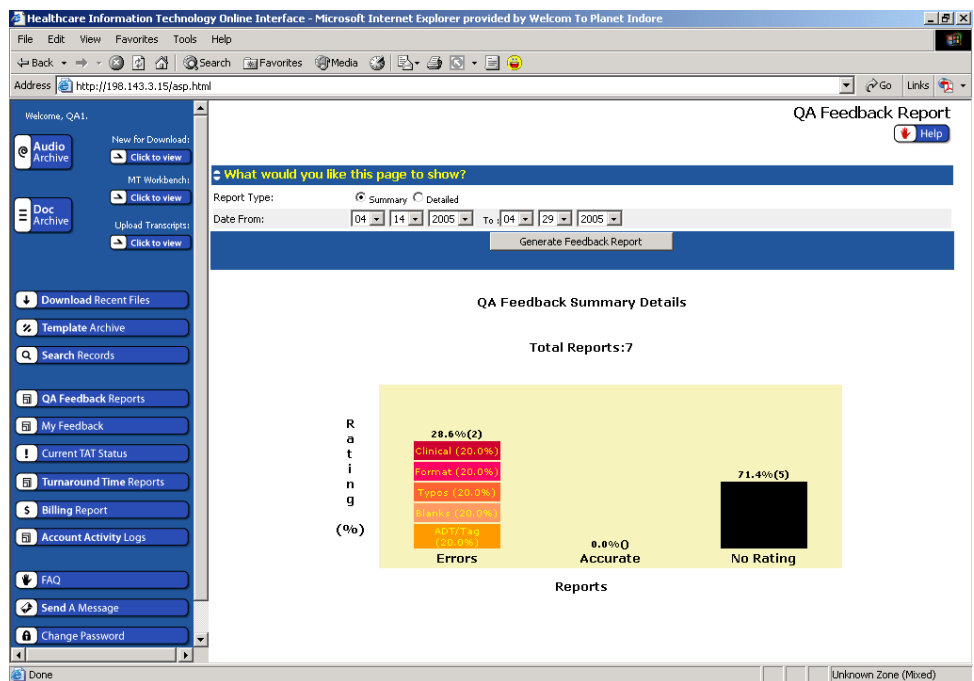 Healthcare Information Technology Online Interface - Microsoft Internet Explorer provided by Welcom To Planet Indore
File Edit View Favorites Tools Help
Back Search Favorites Media
Address http://198.143.3.15/asp.html Go Links
Welcome, QA1.
Audio Archive
New for Download:
Click to view
MT Workbench:
Click to view
Doc Archive
Upload Transcripts:
Click to view
Download Recent Files
Template Archive
Search Records
QA Feedback Reports
My Feedback
Current TAT Status
Turnaround Time Reports
$ Billing Report
Account Activity Logs
FAQ
Send A Message
Change Password
QA Feedback Report
Help
What would you like this page to show?
Report Type: Summary Detailed
Date From: 04 14 2005 To : 04 29 2005
Generate Feedback Report
QA Feedback Summary Details
Total Reports:7
Rating
(%)
28.6%(2)
Clinical (20.0%)
Format (20.0%)
Typos (20.0%)
Blanks (20.0%)
ADT/Tag
(20.0%)
Errors
0.0%()
Accurate
71.4%(5)
No Rating
Reports
Done Unknown Zone (Mixed)